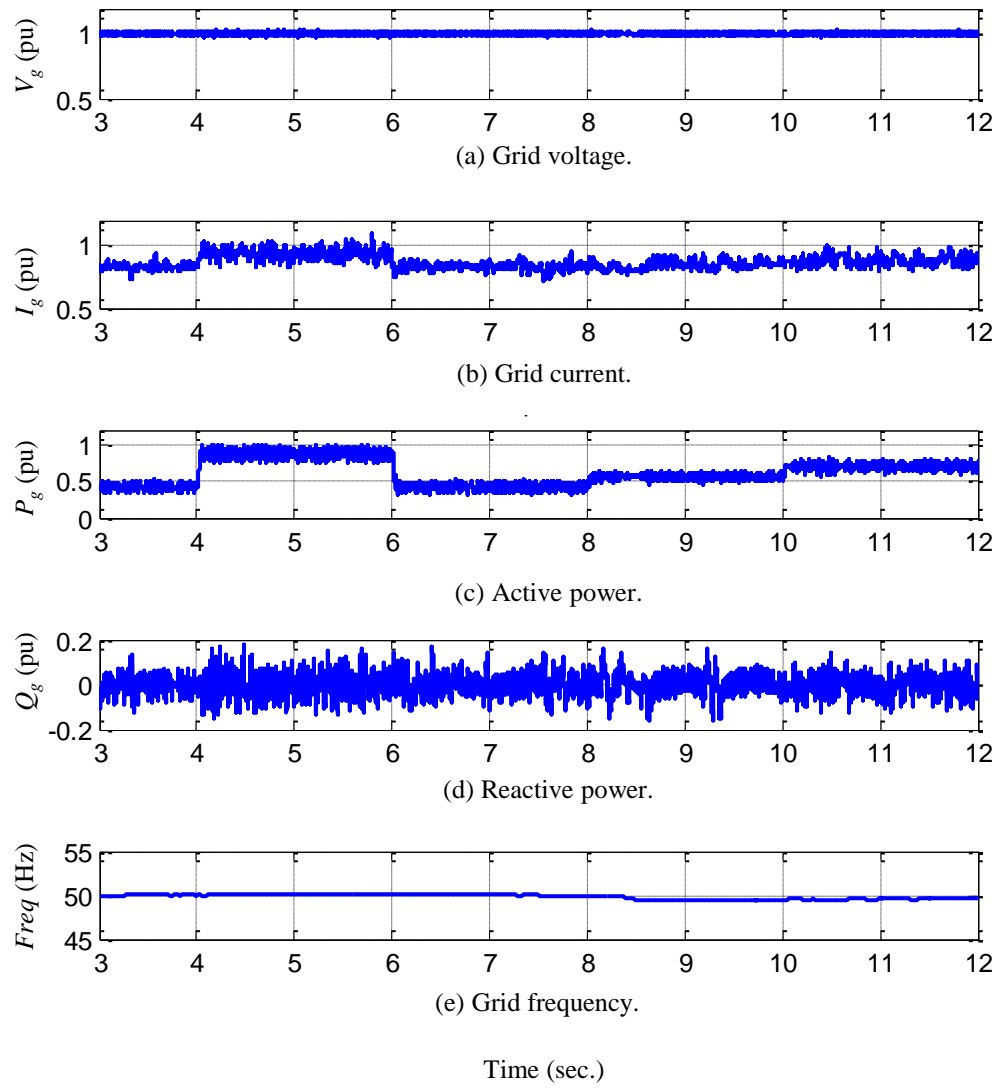 V_g (pu)
1
0.5
3 4 5 6 7 8 9 10 11 12
(a) Grid voltage.
I_g (pu)
1
0.5
3 4 5 6 7 8 9 10 11 12
(b) Grid current.
P_g (pu)
1
0.5
0
3 4 5 6 7 8 9 10 11 12
(c) Active power.
Q_g (pu)
0.2
0
-0.2
3 4 5 6 7 8 9 10 11 12
(d) Reactive power.
Freq (Hz)
55
50
45
3 4 5 6 7 8 9 10 11 12
(e) Grid frequency.
Time (sec.)